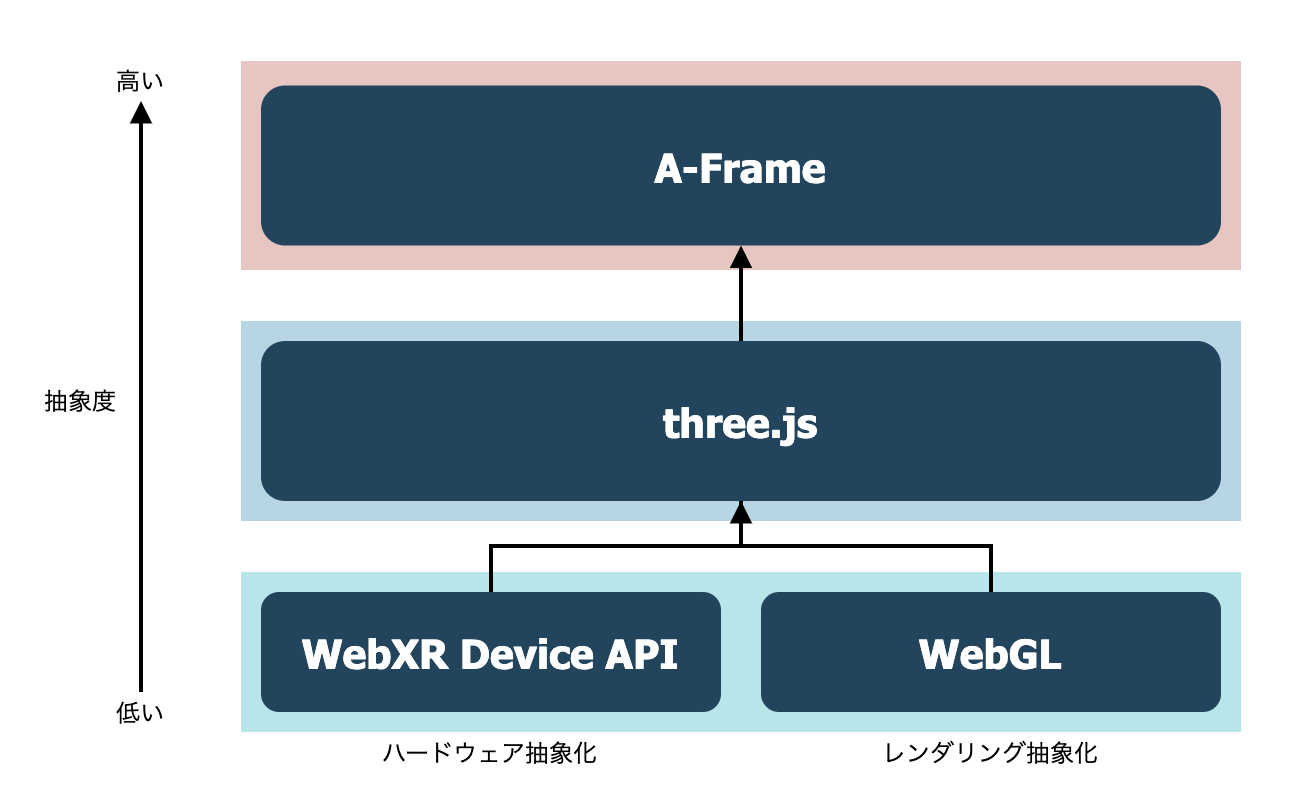 高い
A-Frame
抽象度
three.js
WebXR Device API
WebGL
低い
ハードウェア抽象化
レンダリング抽象化